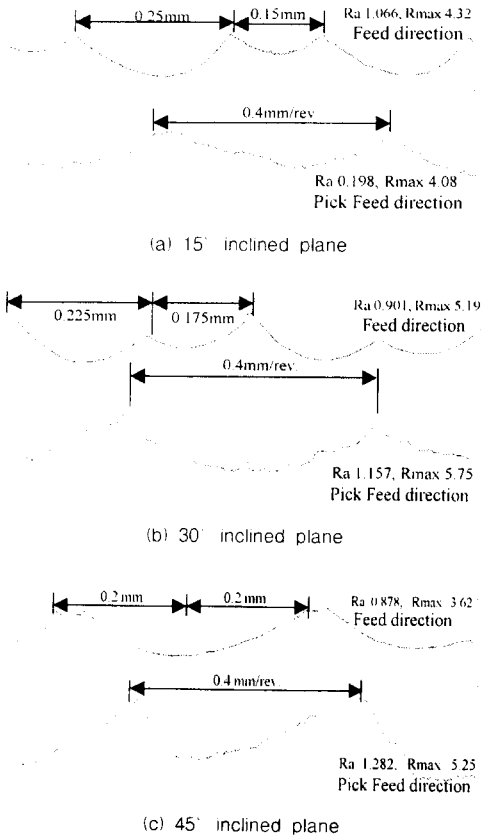 0.25mm 0.15mm Ra 1.066, Rmax 4.32
Feed direction
0.4mm/rev
Ra 0.198, Rmax 4.08
Pick Feed direction
(a) 15° inclined plane
0.225mm 0.175mm Ra 0.901, Rmax 5.19
Feed direction
0.4mm/rev.
Ra 1.157, Rmax 5.75
Pick Feed direction
(b) 30° inclined plane
0.2mm 0.2mm Ra 0.878, Rmax 3.62
Feed direction
0.4mm/rev.
Ra 1.282, Rmax 5.25
Pick Feed direction
(c) 45° inclined plane